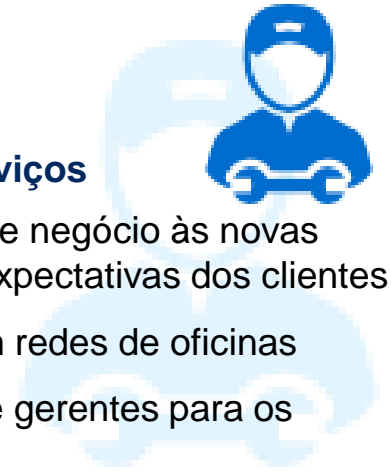 viços
e negócio às novas
xpectativas dos clientes
redes de oficinas
gerentes para os